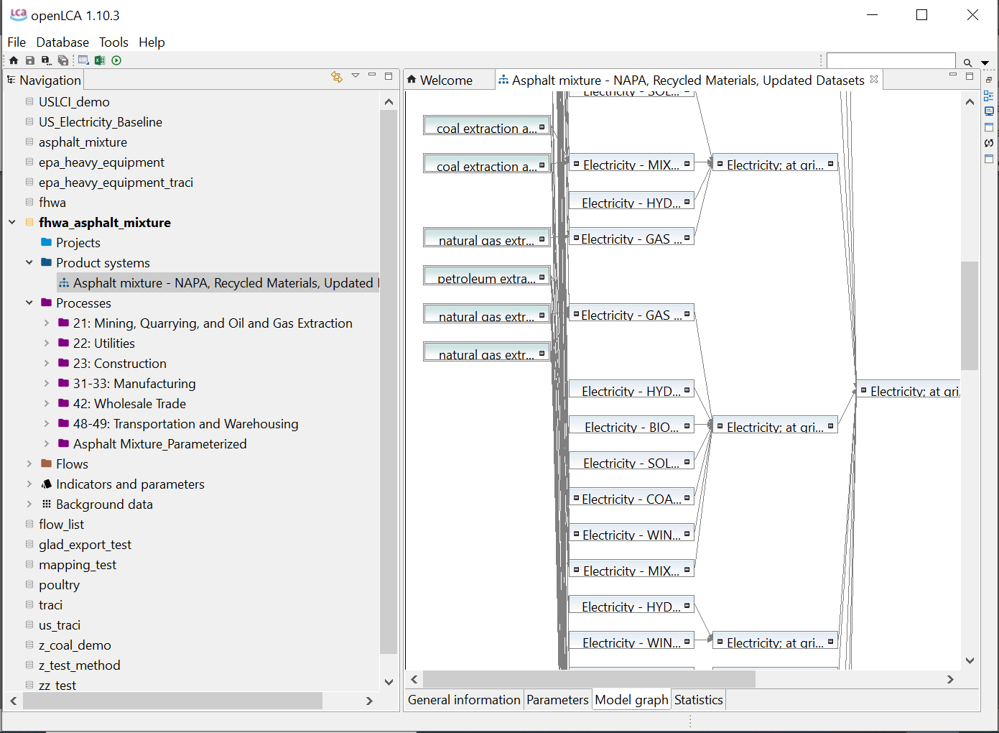 LCA openLCA 1.10.3
File Database Tools Help
Navigation
USLCI_demo
US_Electricity_Baseline
asphalt_mixture
epa_heavy_equipment
epa_heavy_equipment_traci
fhwa
fhwa_asphalt_mixture
Projects
Product systems
Asphalt mixture - NAPA, Recycled Materials, Updated
Processes
21: Mining, Quarrying, and Oil and Gas Extraction
22: Utilities
23: Construction
31-33: Manufacturing
42: Wholesale Trade
48-49: Transportation and Warehousing
Asphalt Mixture_Parameterized
Flows
Indicators and parameters
Background data
flow_list
glad_export_test
mapping_test
poultry
traci
us_traci
z_coal_demo
z_test_method
zz_test
Welcome
Asphalt mixture - NAPA, Recycled Materials, Updated Datasets
coal extraction a...
coal extraction a...
natural gas extr...
petroleum extra...
natural gas extr...
natural gas extr...
Electricity - SOL...
Electricity - MIX...
Electricity - HYD...
Electricity - GAS ...
Electricity - GAS ...
Electricity - HYD...
Electricity - BIO...
Electricity - SOL...
Electricity - COA...
Electricity - WIN...
Electricity - MIX...
Electricity - HYD...
Electricity - WIN...
Electricity; at gri...
Electricity; at gri...
Electricity; at gri...
Electricity; at gri.
General information
Parameters
Model graph
Statistics